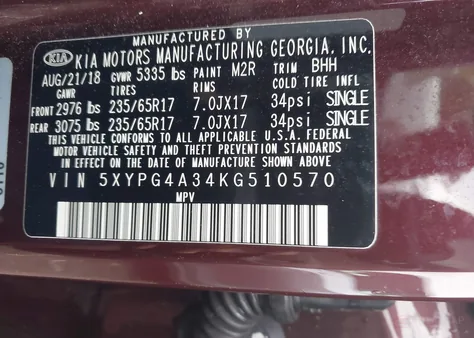 MANUFACTURED BY
KIA KIA MOTORS MANUFACTURING GEORGIA, INC.
AUG/21/18 GVWR 5335 lbs PAINT M2R TRIM BHH
GAWR TIRES RIMS COLD TIRE INFL
FRONT 2976 lbs 235/65R17 7.0JX17 34psi SINGLE
REAR 3075 lbs 235/65R17 7.0JX17 34psi SINGLE
THIS VEHICLE CONFORMS TO ALL APPLICABLE U.S.A. FEDERAL
MOTOR VEHICLE SAFETY AND THEFT PREVENTION STANDARDS
IN EFFECT ON THE DATE OF MANUFACTURE SHOWN ABOVE.
VIN 5XYPG4A34KG510570
MPV